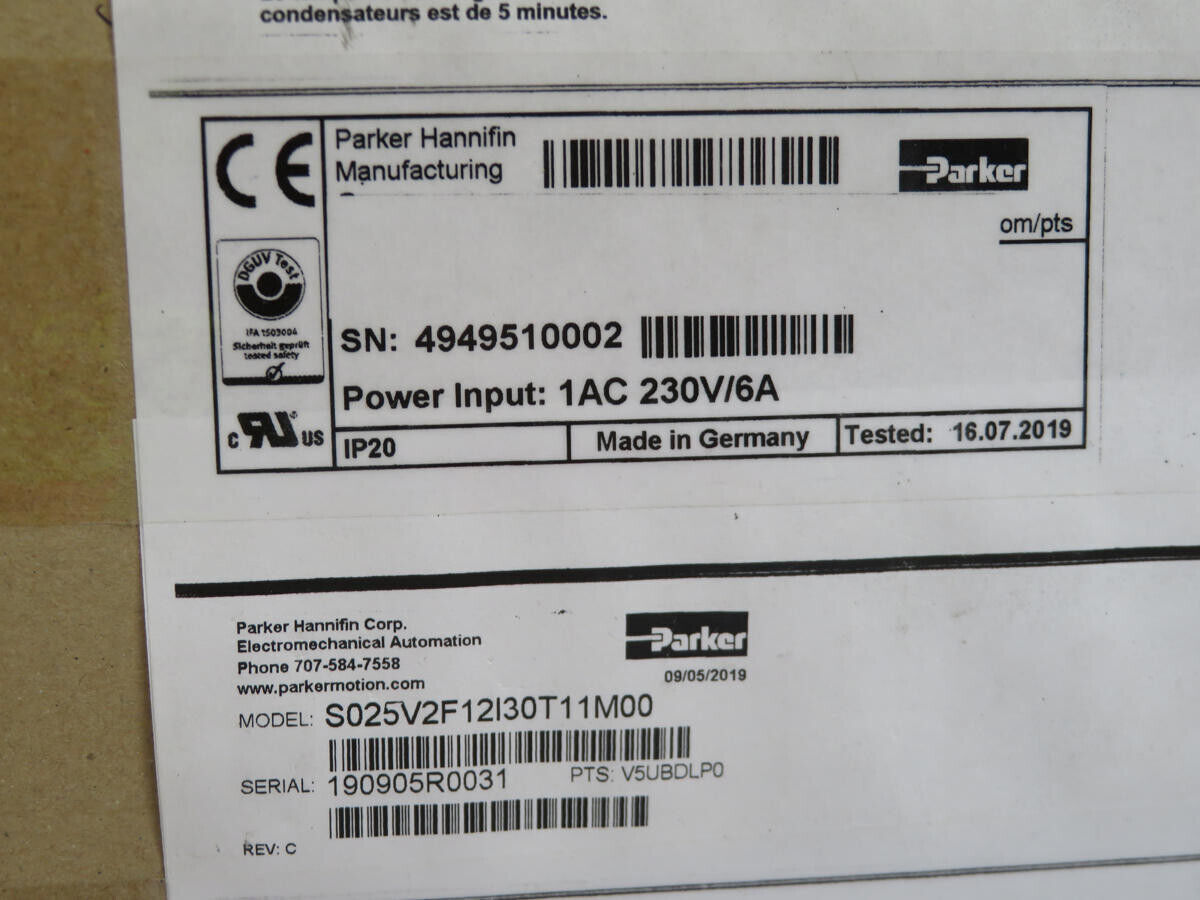 condensateurs est de 5 minutes.
CE
Parker Hannifin
Manufacturing
Parker
om/pts
DGUV Test
IFA 1503004
Sicherheit geprüft
tested safety
SN: 4949510002
Power Input: 1AC 230V/6A
c RU US
IP20
Made in Germany
Tested: 16.07.2019
Parker Hannifin Corp.
Electromechanical Automation
Phone 707-584-7558
www.parkermotion.com
Parker
09/05/2019
MODEL: S025V2F12I30T11M00
SERIAL: 190905R0031
PTS: V5UBDLP0
REV: C